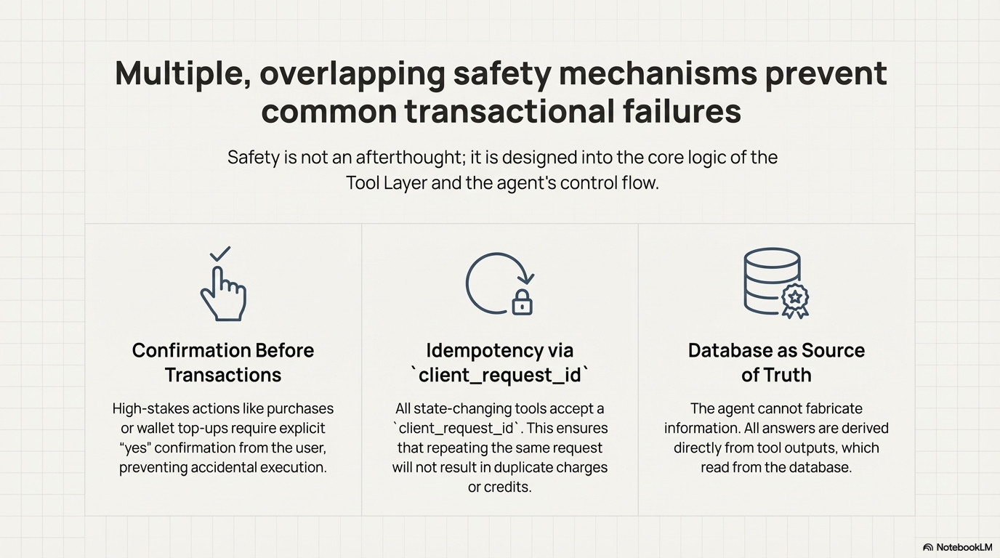 Multiple, overlapping safety mechanisms prevent
common transactional failures
Safety is not an afterthought; it is designed into the core logic of the
Tool Layer and the agent's control flow.
Confirmation Before
Transactions
High-stakes actions like purchases
or wallet top-ups require explicit
“yes" confirmation from the user,
preventing accidental execution.
Idempotency via
`client_request_id`
All state-changing tools accept a
`client_request_id`. This ensures
that repeating the same request
will not result in duplicate charges
or credits.
Database as Source
of Truth
The agent cannot fabricate
information. All answers are derived
directly from tool outputs, which
read from the database.
NotebookLM